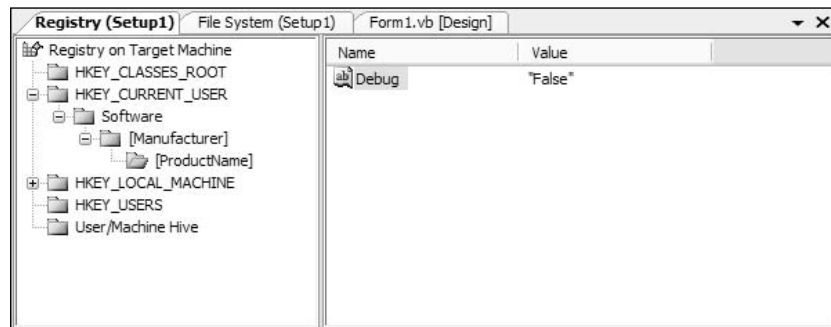 Registry (Setup1) File System (Setup1) Form1.vb [Design]
Registry on Target Machine
HKEY_CLASSES_ROOT
HKEY_CURRENT_USER
Software
[Manufacturer]
[ProductName]
HKEY_LOCAL_MACHINE
HKEY_USERS
User/Machine Hive
Name Value
ab Debug "False"